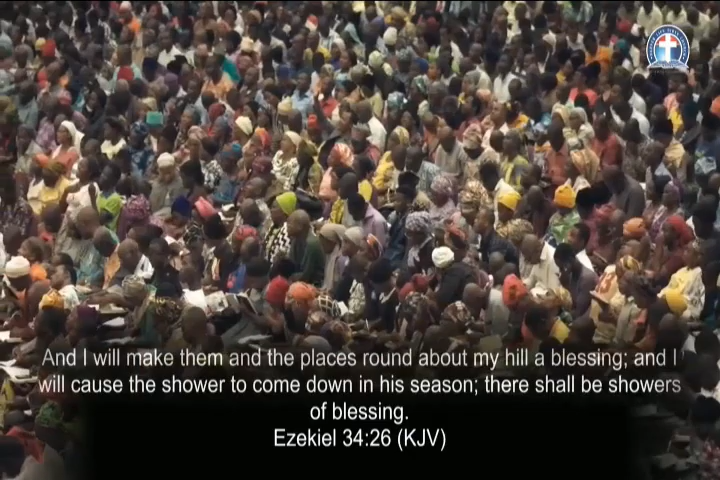 And I will make them and the places round about my hill a blessing; and I
will cause the shower to come down in his season; there shall be showers
of blessing.
Ezekiel 34:26 (KJV)